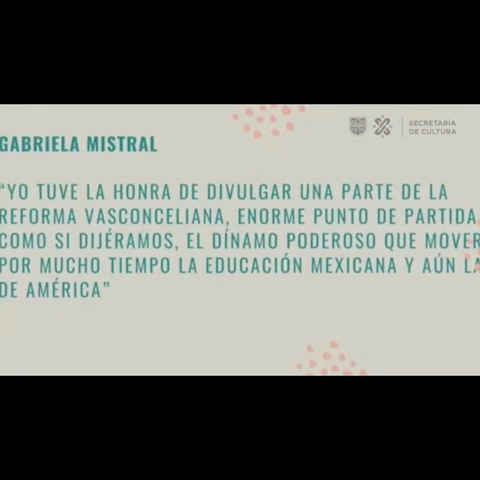 SECRETARÍA
DE CULTURA
GABRIELA MISTRAL
“YO TUVE LA HONRA DE DIVULGAR UNA PARTE DE LA
REFORMA VASCONCELIANA, ENORME PUNTO DE PARTIDA,
COMO SI DIJÉRAMOS, EL DÍNAMO PODEROSO QUE MOVER
POR MUCHO TIEMPO LA EDUCACIÓN MEXICANA Y AÚN LA
DE AMÉRICA”